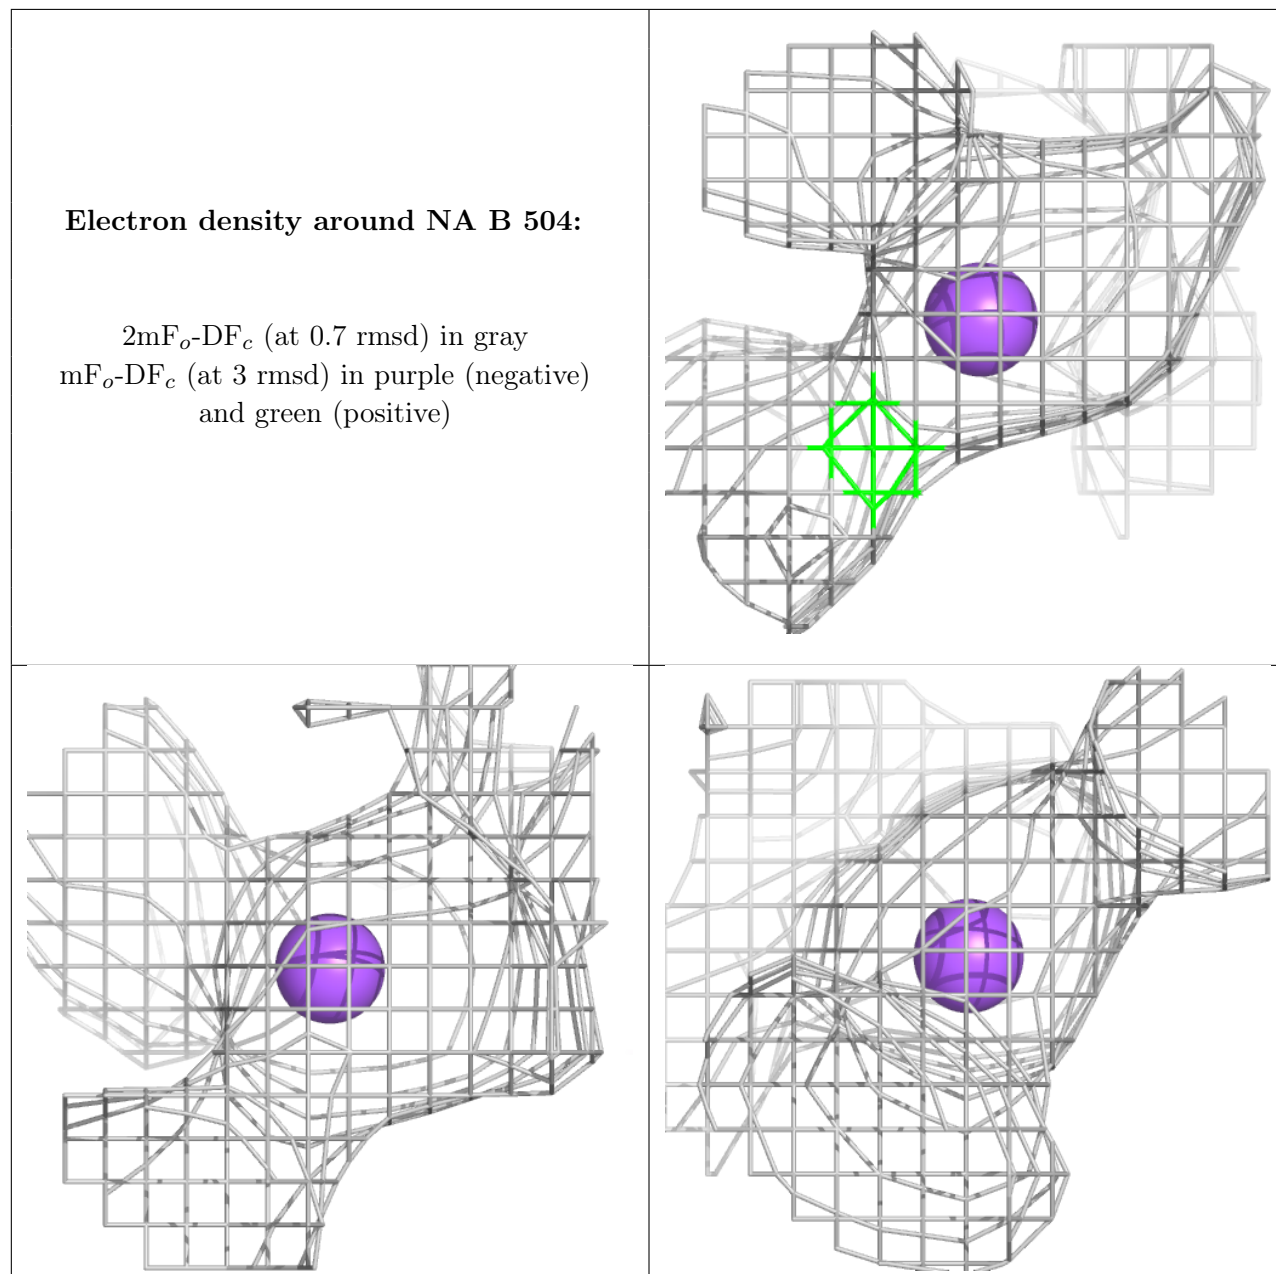 Electron density around NA B 504:
2mFo-DFc (at 0.7 rmsd) in gray
mFo-DFc (at 3 rmsd) in purple (negative)
and green (positive)